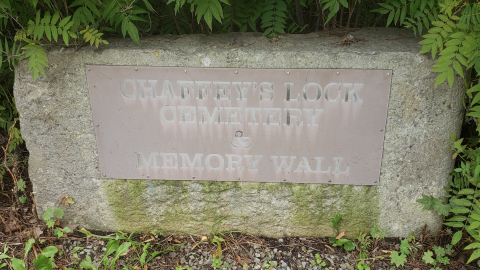 CHAFFEY'S LOCK
CEMETERY
&
MEMORY WALL